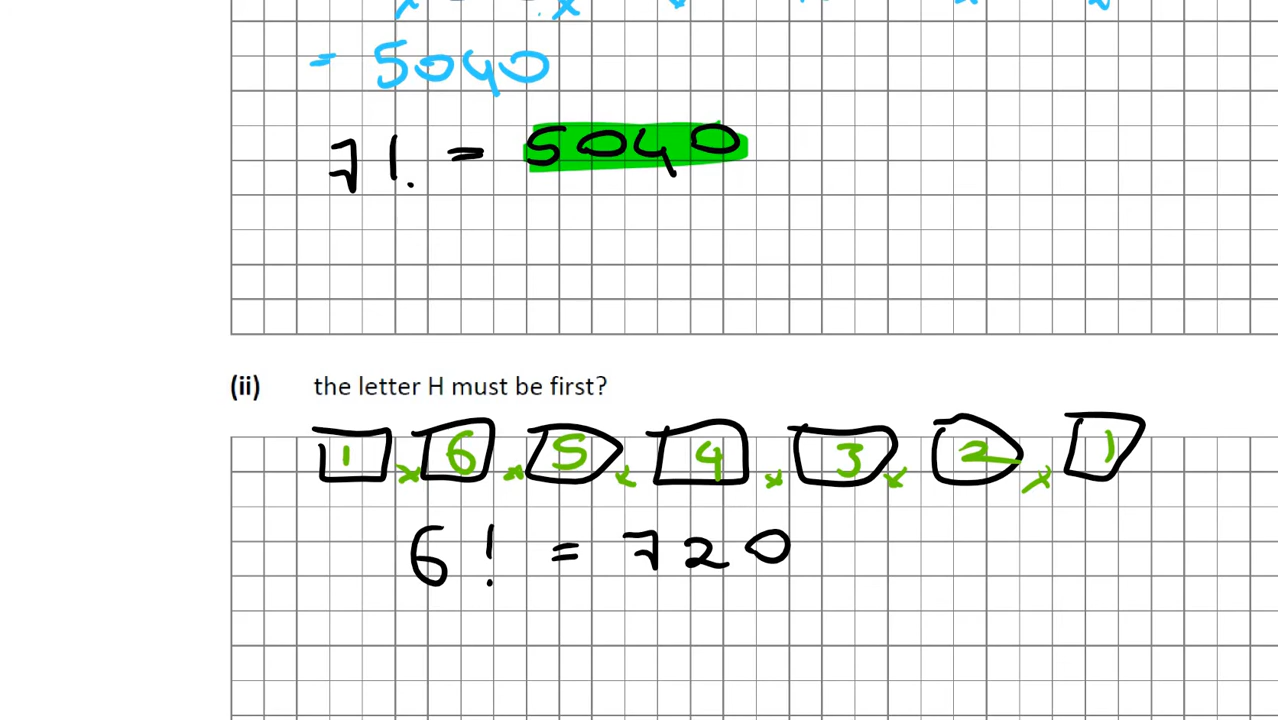 = 5040
7! = 5040
(ii) the letter H must be first?
1 × 6 × 5 × 4 × 3 × 2 × 1
6! = 720